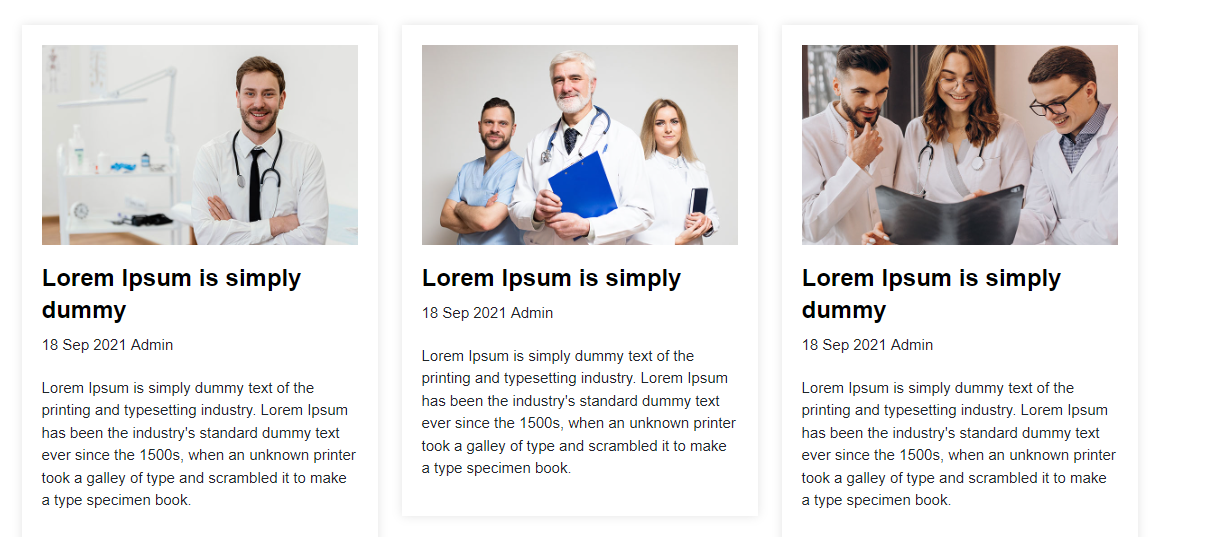 Lorem Ipsum is simply
dummy
18 Sep 2021 Admin
Lorem Ipsum is simply dummy text of the
printing and typesetting industry. Lorem Ipsum
has been the industry's standard dummy text
ever since the 1500s, when an unknown printer
took a galley of type and scrambled it to make
a type specimen book.
Lorem Ipsum is simply
18 Sep 2021 Admin
Lorem Ipsum is simply dummy text of the
printing and typesetting industry. Lorem Ipsum
has been the industry's standard dummy text
ever since the 1500s, when an unknown printer
took a galley of type and scrambled it to make
a type specimen book.
Lorem Ipsum is simply
dummy
18 Sep 2021 Admin
Lorem Ipsum is simply dummy text of the
printing and typesetting industry. Lorem Ipsum
has been the industry's standard dummy text
ever since the 1500s, when an unknown printer
took a galley of type and scrambled it to make
a type specimen book.